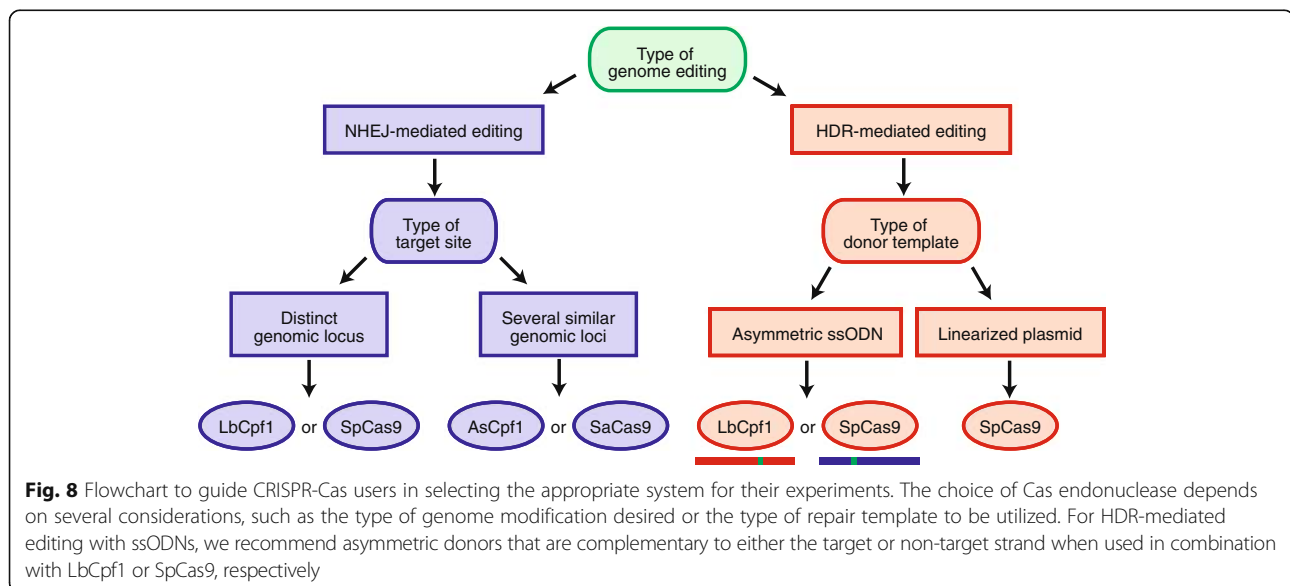 Type of
genome editing
NHEJ-mediated editing
HDR-mediated editing
Type of
target site
Type of
donor template
Distinct
genomic locus
Several similar
genomic loci
Asymmetric ssODN
Linearized plasmid
LbCpf1 or SpCas9
AsCpf1 or SaCas9
LbCpf1 or SpCas9
SpCas9
Fig. 8 Flowchart to guide CRISPR-Cas users in selecting the appropriate system for their experiments. The choice of Cas endonuclease depends
on several considerations, such as the type of genome modification desired or the type of repair template to be utilized. For HDR-mediated
editing with ssODNs, we recommend asymmetric donors that are complementary to either the target or non-target strand when used in combination
with LbCpf1 or SpCas9, respectively